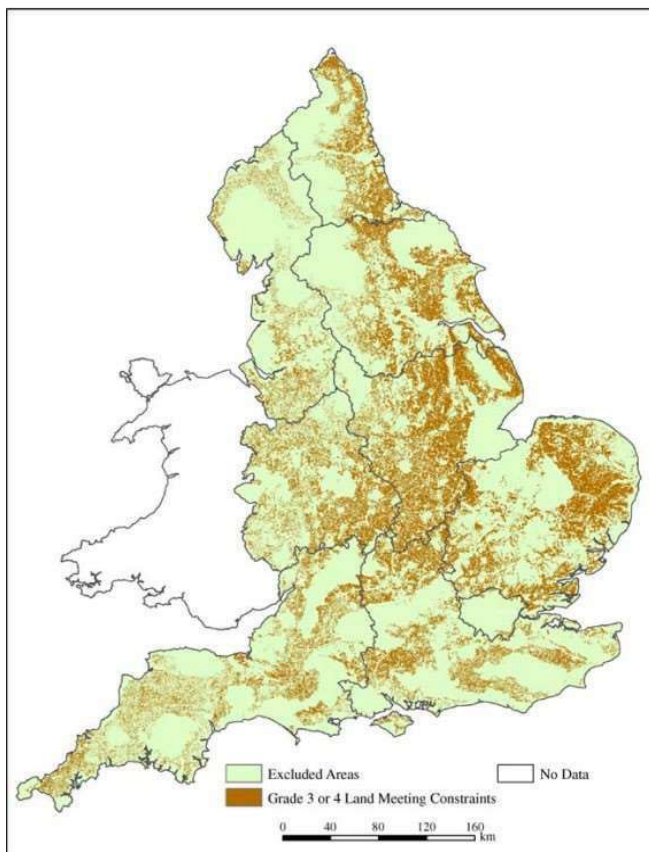 Excluded Areas
No Data
Grade 3 or 4 Land Meeting Constraints
0 40 80 120 160
km